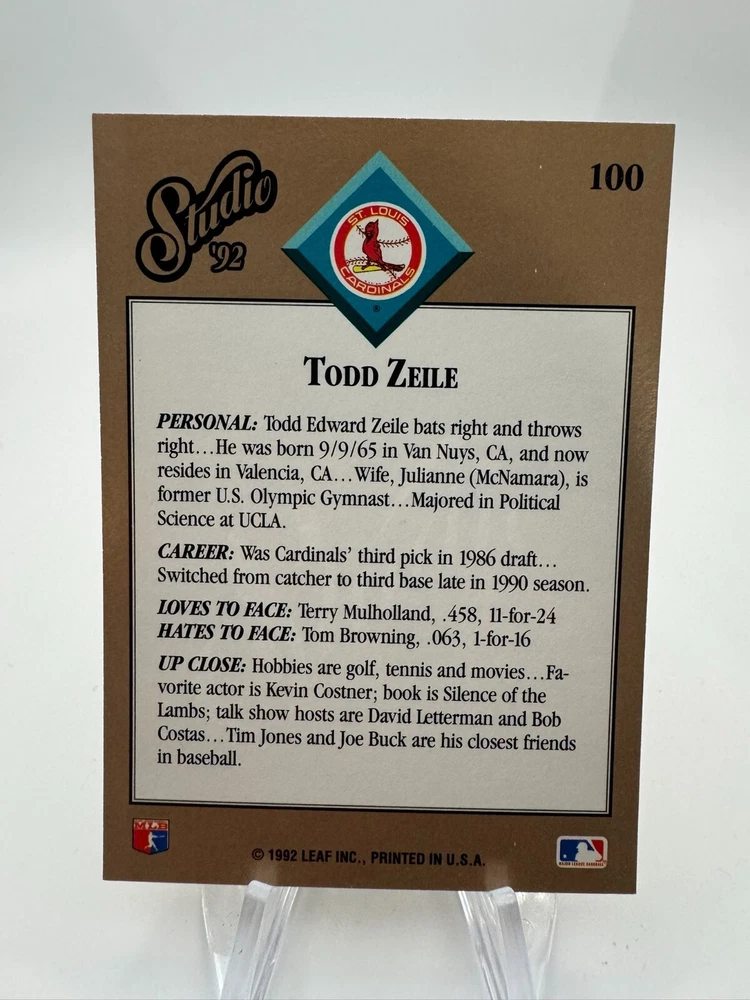 Studio
'92
100
ST. LOUIS
CARDINALS
®
TODD ZEILE
PERSONAL: Todd Edward Zeile bats right and throws
right...He was born 9/9/65 in Van Nuys, CA, and now
resides in Valencia, CA...Wife, Julianne (McNamara), is
former U.S. Olympic Gymnast...Majored in Political
Science at UCLA.
CAREER: Was Cardinals' third pick in 1986 draft...
Switched from catcher to third base late in 1990 season.
LOVES TO FACE: Terry Mulholland, .458, 11-for-24
HATES TO FACE: Tom Browning, .063, 1-for-16
UP CLOSE: Hobbies are golf, tennis and movies...Fa-
vorite actor is Kevin Costner; book is Silence of the
Lambs; talk show hosts are David Letterman and Bob
Costas...Tim Jones and Joe Buck are his closest friends
in baseball.
MLB
© 1992 LEAF INC., PRINTED IN U.S.A.
MAJOR LEAGUE BASEBALL